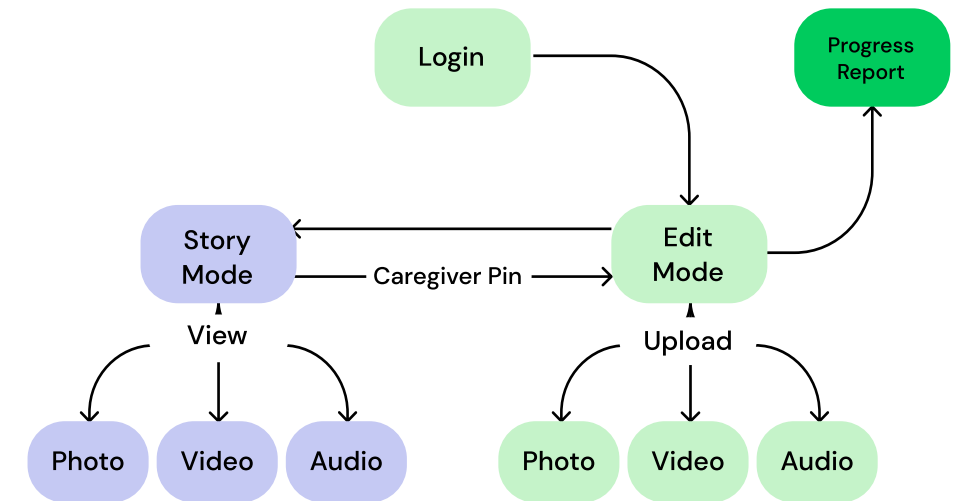 Login
Progress
Report
Story
Mode
Edit
Mode
Caregiver Pin
View
Upload
Photo
Video
Audio
Photo
Video
Audio